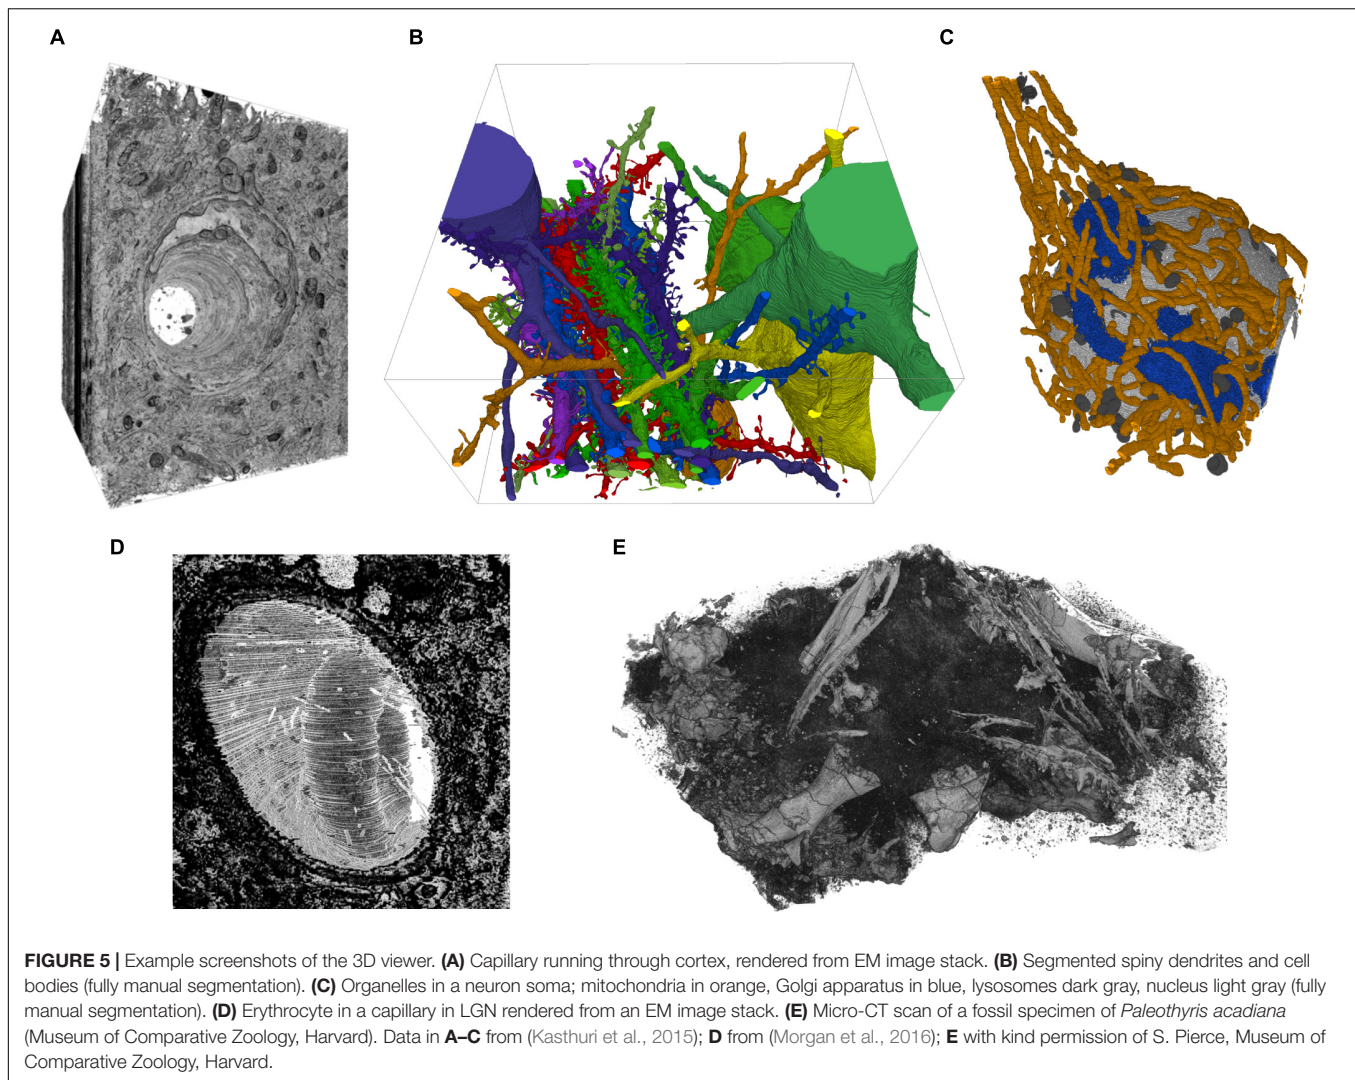 A
B
C
D
E
FIGURE 5 | Example screenshots of the 3D viewer. (A) Capillary running through cortex, rendered from EM image stack. (B) Segmented spiny dendrites and cell
bodies (fully manual segmentation). (C) Organelles in a neuron soma; mitochondria in orange, Golgi apparatus in blue, lysosomes dark gray, nucleus light gray (fully
manual segmentation). (D) Erythrocyte in a capillary in LGN rendered from an EM image stack. (E) Micro-CT scan of a fossil specimen of Paleothyris acadiana
(Museum of Comparative Zoology, Harvard). Data in A–C from (Kasthuri et al., 2015); D from (Morgan et al., 2016); E with kind permission of S. Pierce, Museum of
Comparative Zoology, Harvard.